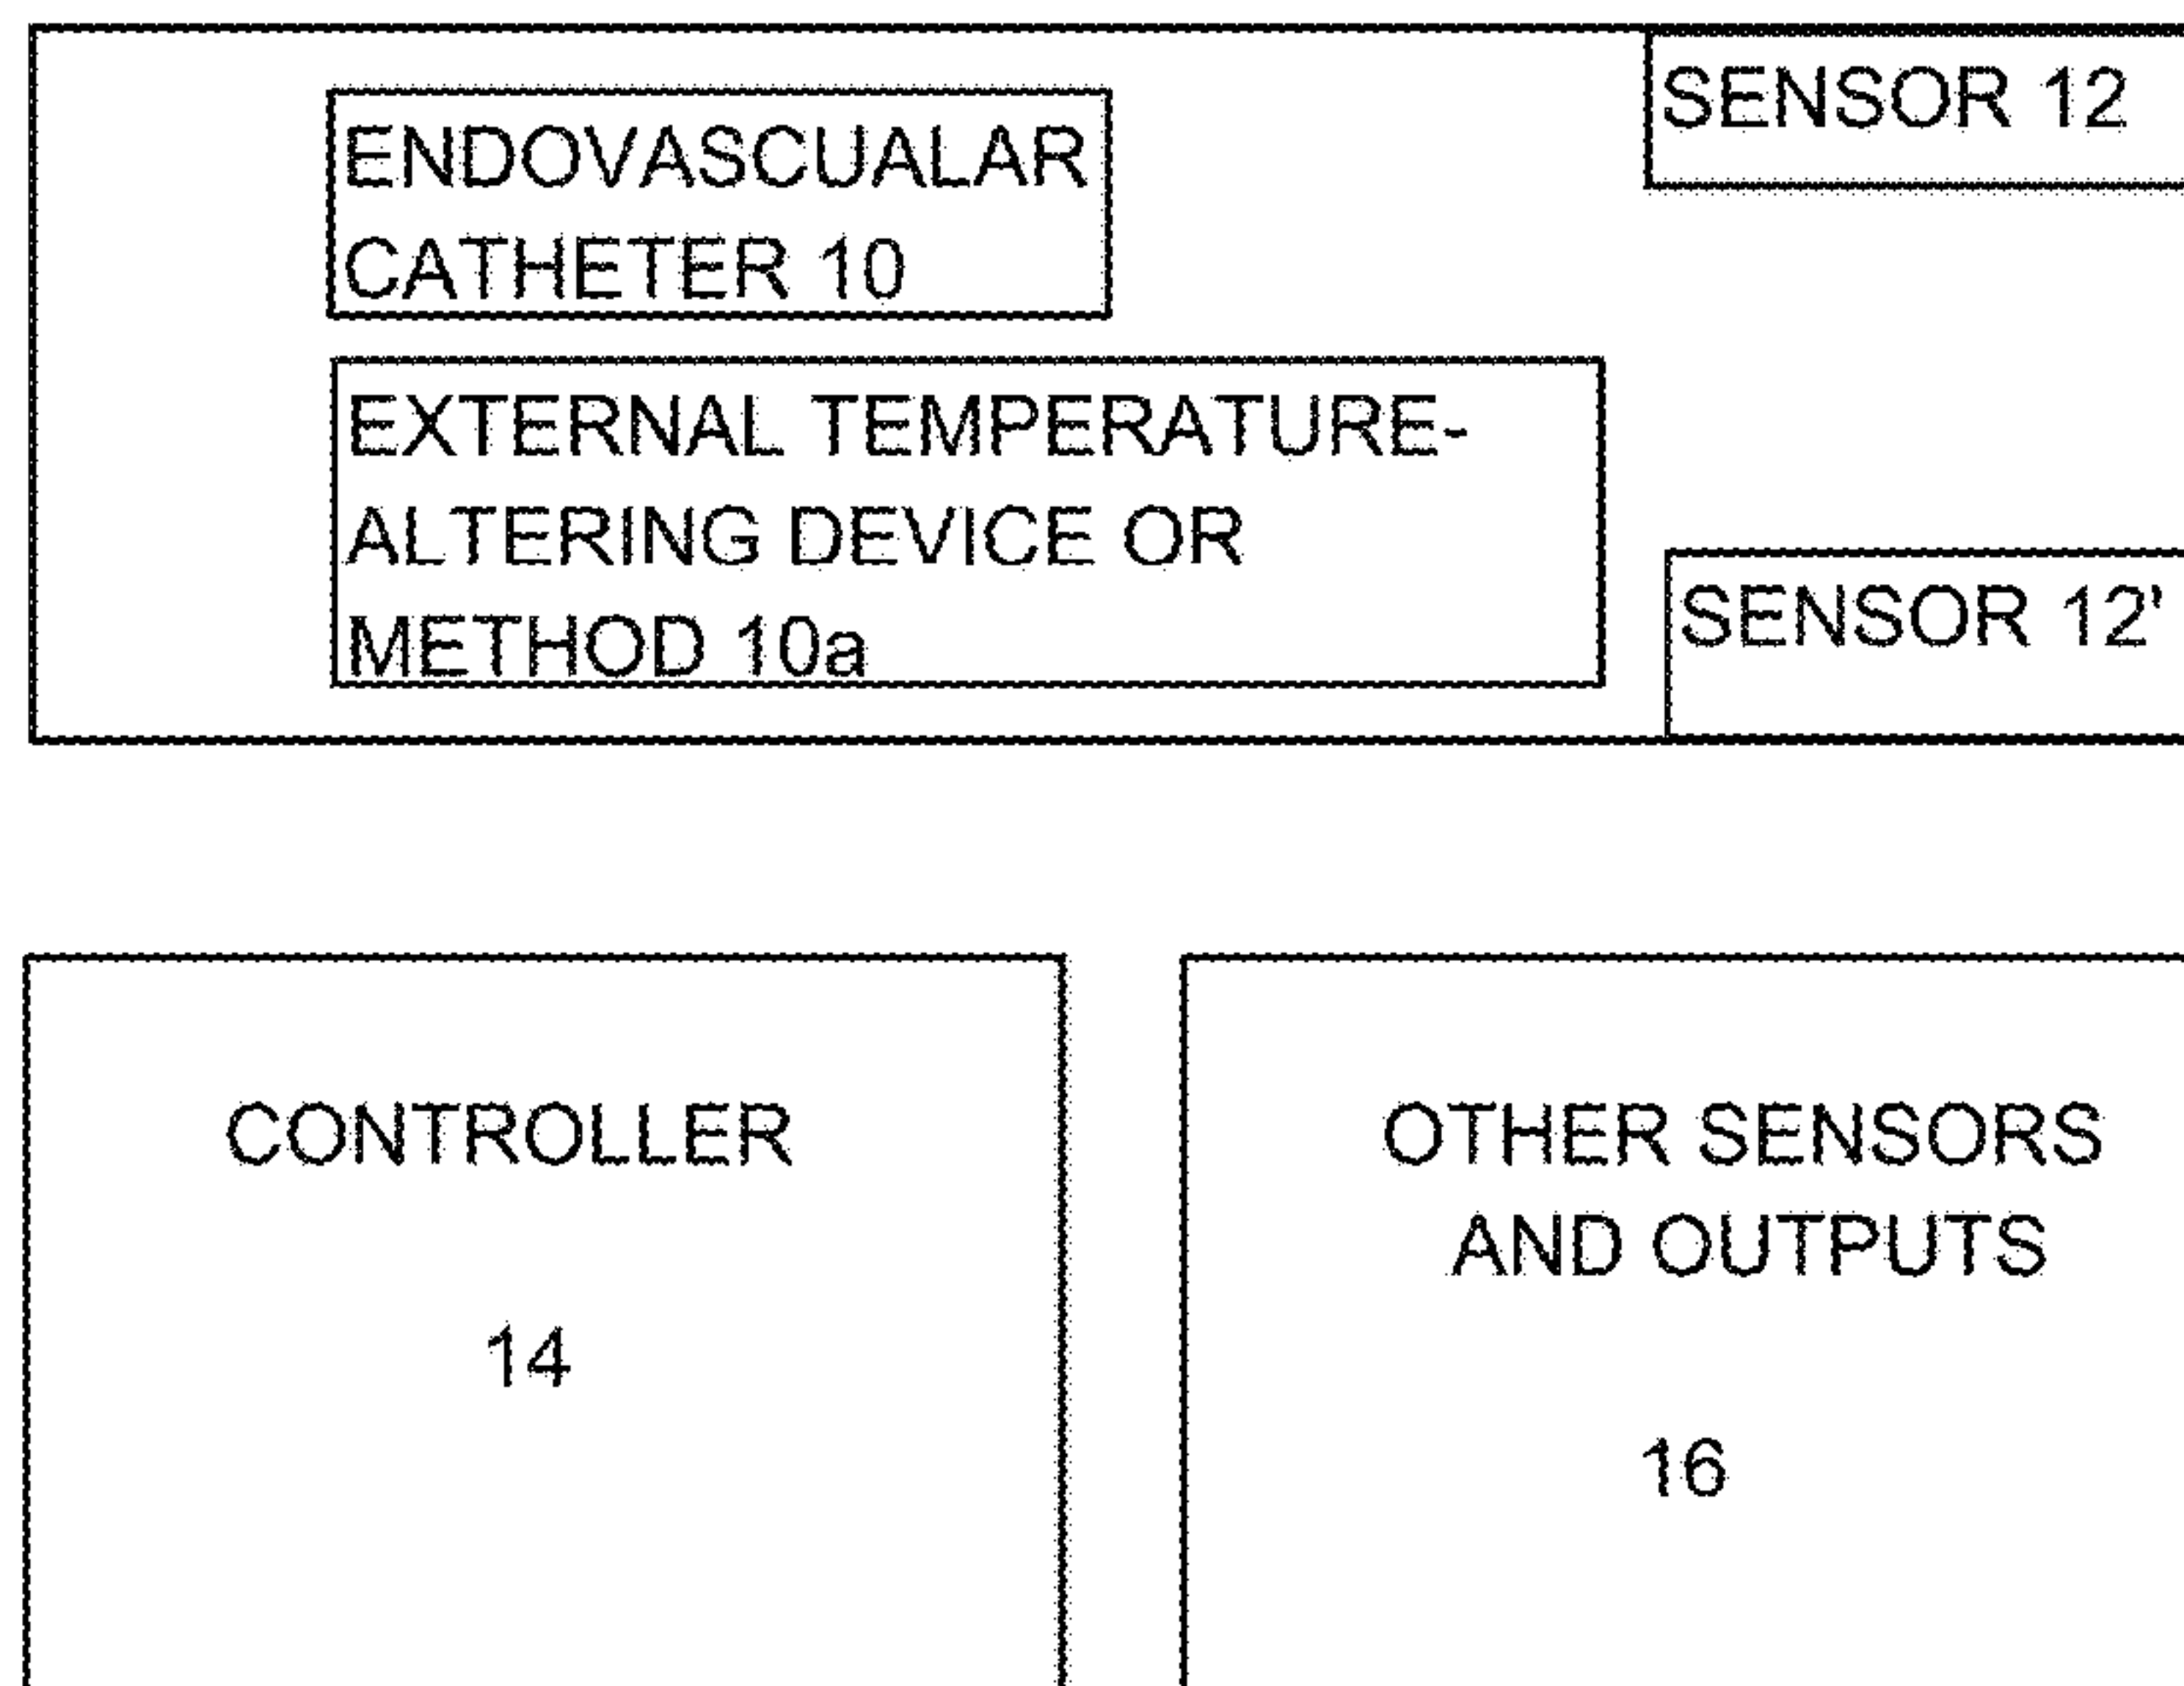 ENDOVASCUALAR
CATHETER 10
SENSOR 12
EXTERNAL TEMPERATURE-
ALTERING DEVICE OR
METHOD 10a
SENSOR 12'
CONTROLLER
14
OTHER SENSORS
AND OUTPUTS
16